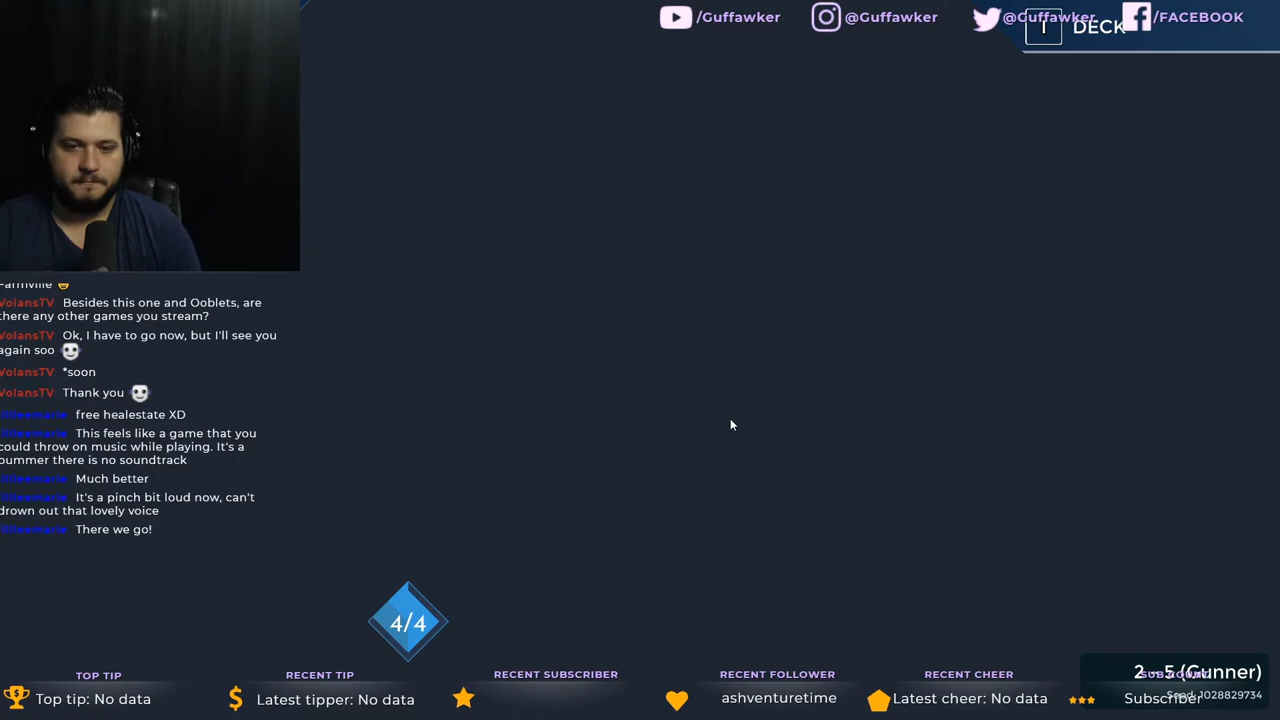 /Guffawker @Guffawker @Guffawker /FACEBOOK
DECK
Farmville
VolansTV Besides this one and Ooblets, are
there any other games you stream?
VolansTV Ok, I have to go now, but I'll see you
again soo
VolansTV *soon
VolansTV Thank you
free healestate XD
This feels like a game that you
could throw on music while playing. It's a
bummer there is no soundtrack
Much better
It's a pinch bit loud now, can't
drown out that lovely voice
There we go!
4/4
TOP TIP RECENT TIP RECENT SUBSCRIBER RECENT FOLLOWER RECENT CHEER
2 - 5 (Gunner)
Seed: 1028829734
Top tip: No data Latest tipper: No data ashventuretime Latest cheer: No data Subscriber